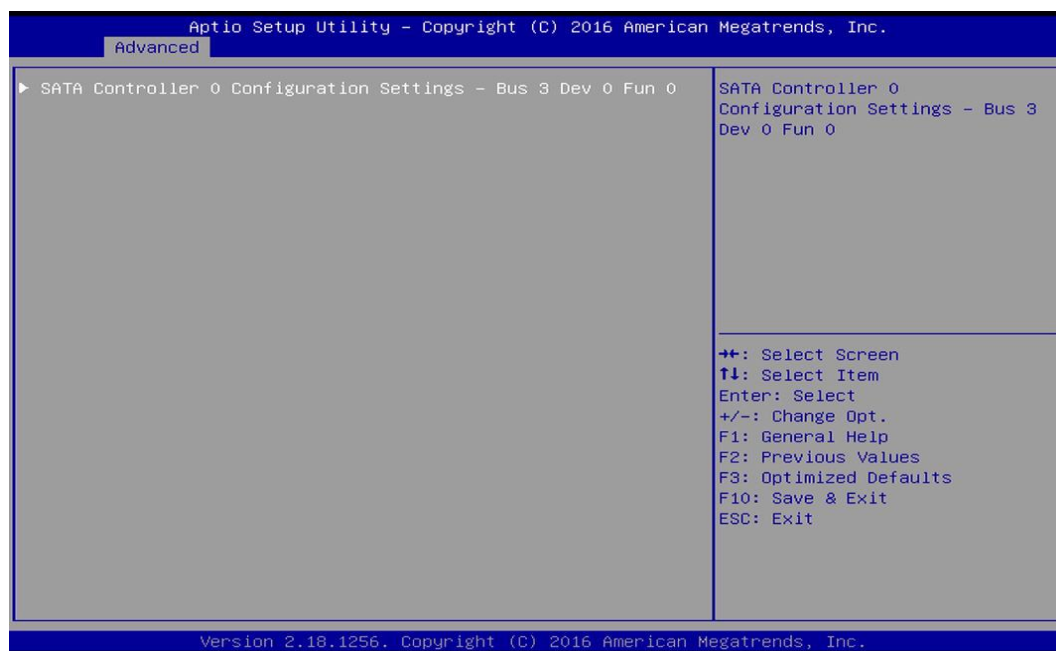 Aptio Setup Utility – Copyright (C) 2016 American Megatrends, Inc.
Advanced
▶ SATA Controller 0 Configuration Settings – Bus 3 Dev 0 Fun 0
SATA Controller 0
Configuration Settings – Bus 3
Dev 0 Fun 0
→←: Select Screen
↑↓: Select Item
Enter: Select
+/-: Change Opt.
F1: General Help
F2: Previous Values
F3: Optimized Defaults
F10: Save & Exit
ESC: Exit
Version 2.18.1256. Copyright (C) 2016 American Megatrends, Inc.